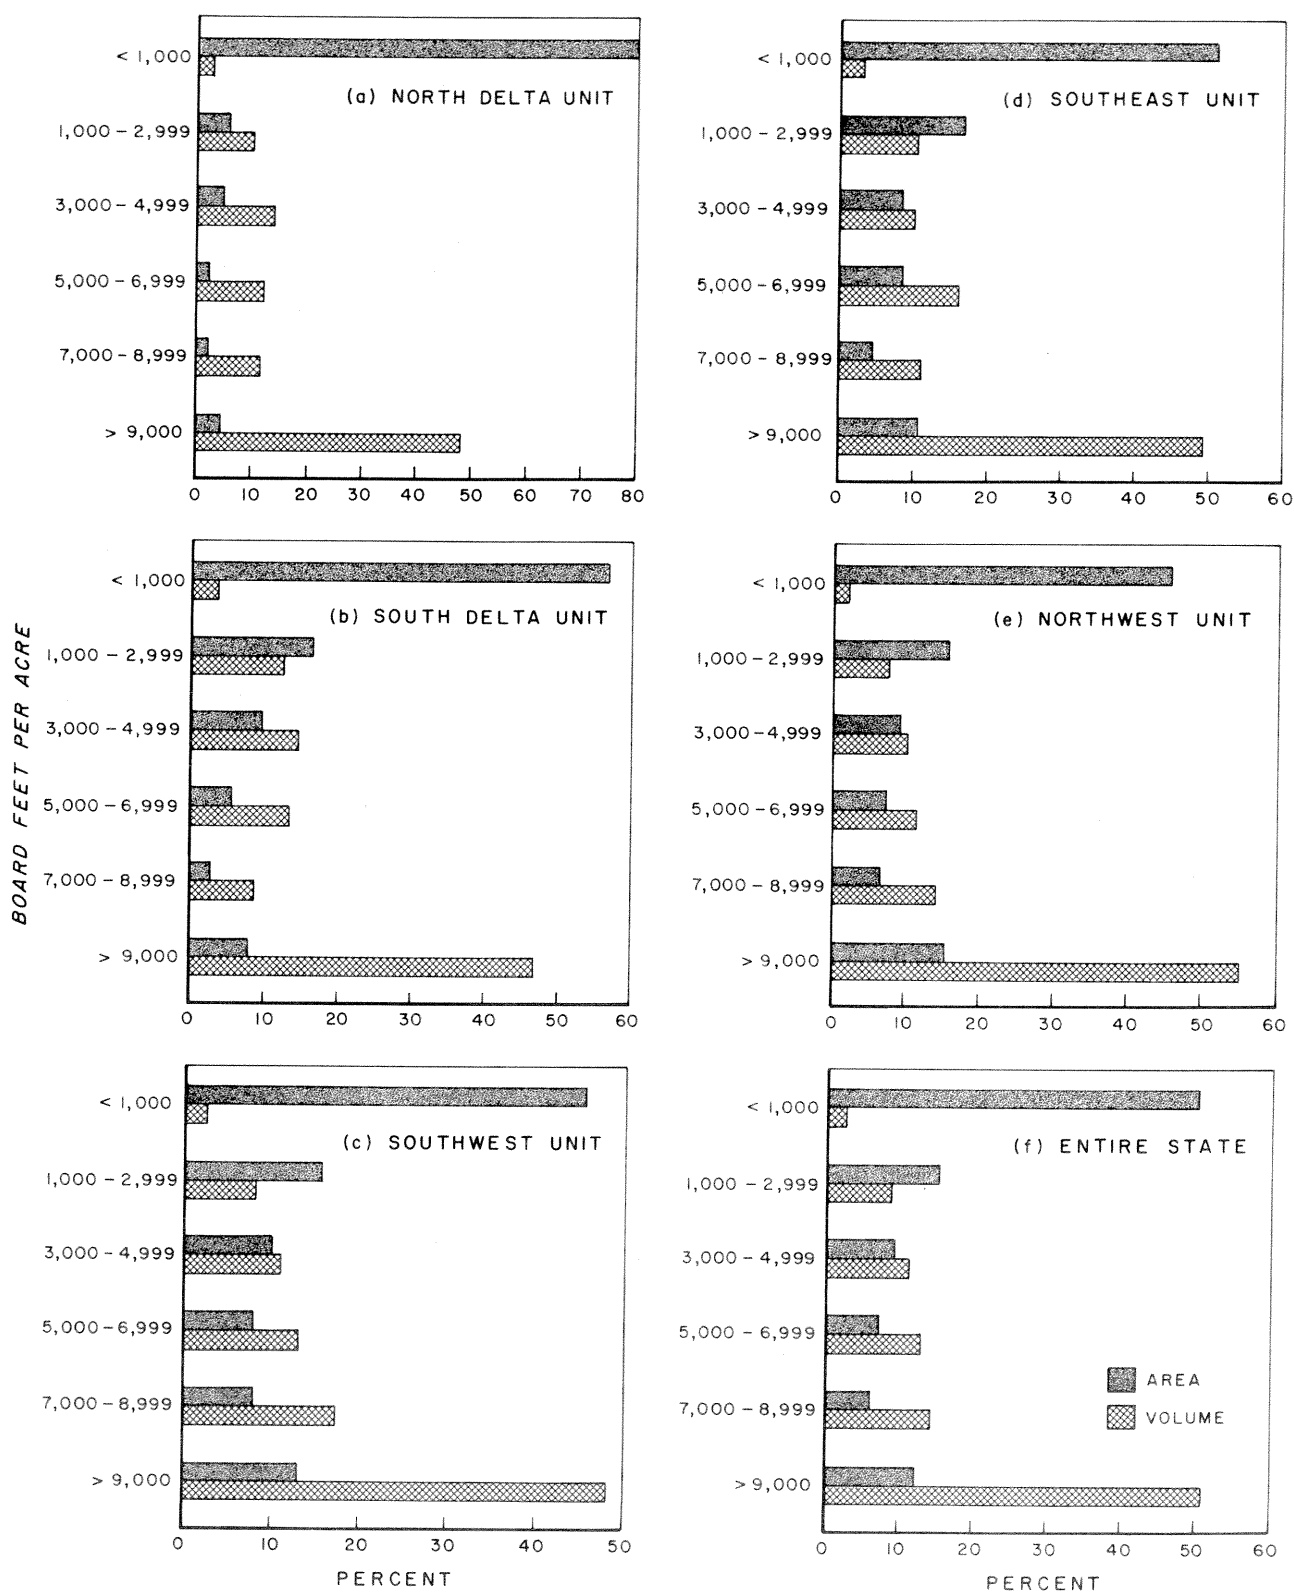 < 1,000
(a) NORTH DELTA UNIT
1,000 – 2,999
3,000 – 4,999
5,000 – 6,999
7,000 – 8,999
> 9,000
0 10 20 30 40 50 60 70 80
< 1,000
(d) SOUTHEAST UNIT
1,000 – 2,999
3,000 – 4,999
5,000 – 6,999
7,000 – 8,999
> 9,000
0 10 20 30 40 50 60
BOARD FEET PER ACRE
< 1,000
(b) SOUTH DELTA UNIT
1,000 – 2,999
3,000 – 4,999
5,000 – 6,999
7,000 – 8,999
> 9,000
0 10 20 30 40 50 60
< 1,000
(e) NORTHWEST UNIT
1,000 – 2,999
3,000 – 4,999
5,000 – 6,999
7,000 – 8,999
> 9,000
0 10 20 30 40 50 60
< 1,000
(c) SOUTHWEST UNIT
1,000 – 2,999
3,000 – 4,999
5,000 – 6,999
7,000 – 8,999
> 9,000
0 10 20 30 40 50
PERCENT
< 1,000
(f) ENTIRE STATE
1,000 – 2,999
3,000 – 4,999
5,000 – 6,999
AREA
7,000 – 8,999
VOLUME
> 9,000
0 10 20 30 40 50 60
PERCENT